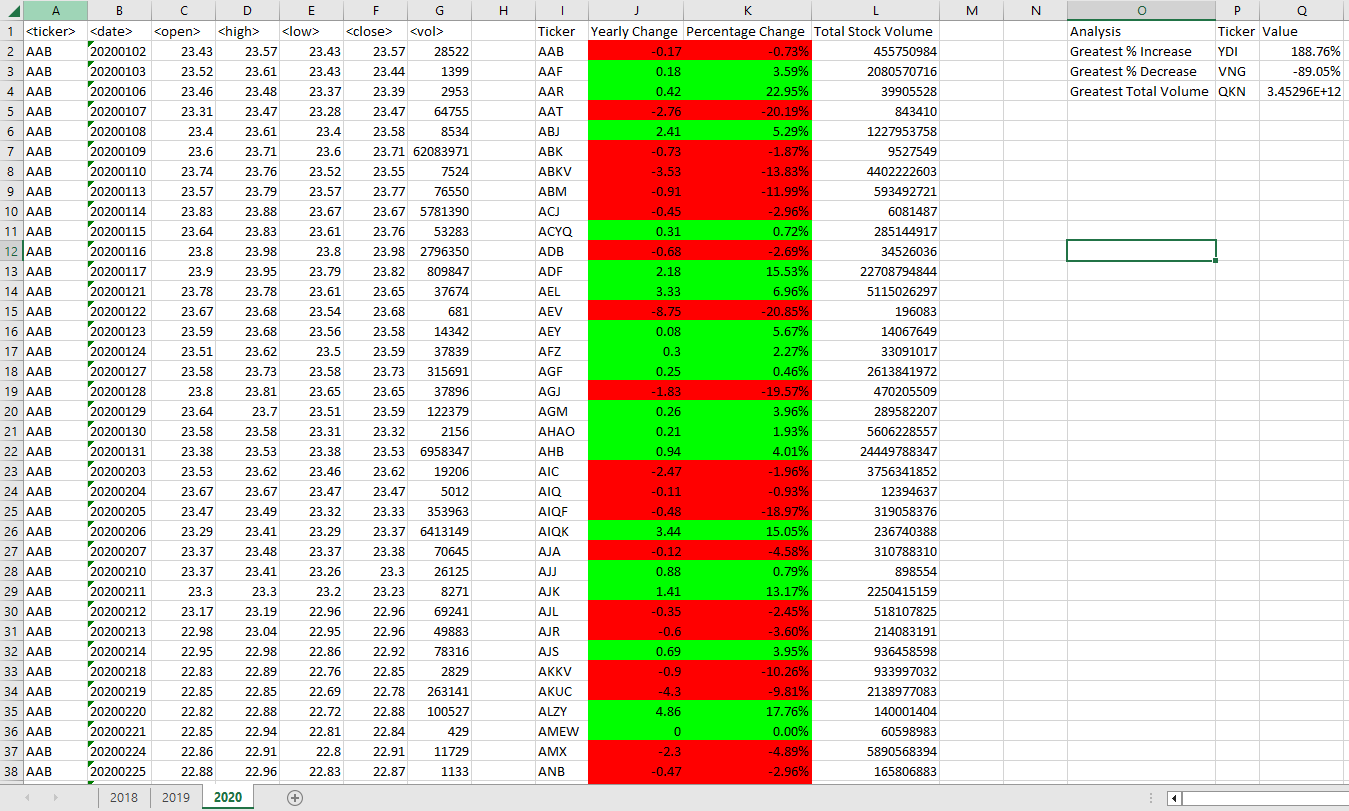 A B C D E F G H I J K L M N O P Q
1 <ticker> <date> <open> <high> <low> <close> <vol> Ticker Yearly Change Percentage Change Total Stock Volume Analysis Ticker Value
2 AAB 20200102 23.43 23.57 23.43 23.57 28522 AAB -0.17 -0.73% 455750984 Greatest % Increase YDI 188.76%
3 AAB 20200103 23.52 23.61 23.43 23.44 1399 AAF 0.18 3.59% 2080570716 Greatest % Decrease VNG -89.05%
4 AAB 20200106 23.46 23.48 23.37 23.39 2953 AAR 0.42 22.95% 39905528 Greatest Total Volume QKN 3.45296E+12
5 AAB 20200107 23.31 23.47 23.28 23.47 64755 AAT -2.76 -20.19% 843410
6 AAB 20200108 23.4 23.61 23.4 23.58 8534 ABJ 2.41 5.29% 1227953758
7 AAB 20200109 23.6 23.71 23.6 23.71 62083971 ABK -0.73 -1.87% 9527549
8 AAB 20200110 23.74 23.76 23.52 23.55 7524 ABKV -3.53 -13.83% 4402222603
9 AAB 20200113 23.57 23.79 23.57 23.77 76550 ABM -0.91 -11.99% 593492721
10 AAB 20200114 23.83 23.88 23.67 23.67 5781390 ACJ -0.45 -2.96% 6081487
11 AAB 20200115 23.64 23.83 23.61 23.76 53283 ACYQ 0.31 0.72% 285144917
12 AAB 20200116 23.8 23.98 23.8 23.98 2796350 ADB -0.68 -2.69% 34526036
13 AAB 20200117 23.9 23.95 23.79 23.82 809847 ADF 2.18 15.53% 22708794844
14 AAB 20200121 23.78 23.78 23.61 23.65 37674 AEL 3.33 6.96% 5115026297
15 AAB 20200122 23.67 23.68 23.54 23.68 681 AEV -8.75 -20.85% 196083
16 AAB 20200123 23.59 23.68 23.56 23.58 14342 AEY 0.08 5.67% 14067649
17 AAB 20200124 23.51 23.62 23.5 23.59 37839 AFZ 0.3 2.27% 33091017
18 AAB 20200127 23.58 23.73 23.58 23.73 315691 AGF 0.25 0.46% 2613841972
19 AAB 20200128 23.8 23.81 23.65 23.65 37896 AGJ -1.83 -19.57% 470205509
20 AAB 20200129 23.64 23.7 23.51 23.59 122379 AGM 0.26 3.96% 289582207
21 AAB 20200130 23.58 23.58 23.31 23.32 2156 AHAO 0.21 1.93% 5606228557
22 AAB 20200131 23.38 23.53 23.38 23.53 6958347 AHB 0.94 4.01% 24449788347
23 AAB 20200203 23.53 23.62 23.46 23.62 19206 AIC -2.47 -1.96% 3756341852
24 AAB 20200204 23.67 23.67 23.47 23.47 5012 AIQ -0.11 -0.93% 12394637
25 AAB 20200205 23.47 23.49 23.32 23.33 353963 AIQF -0.48 -18.97% 319058376
26 AAB 20200206 23.29 23.41 23.29 23.37 6413149 AIQK 3.44 15.05% 236740388
27 AAB 20200207 23.37 23.48 23.37 23.38 70645 AJA -0.12 -4.58% 310788310
28 AAB 20200210 23.37 23.41 23.26 23.3 26125 AJJ 0.88 0.79% 898554
29 AAB 20200211 23.3 23.3 23.2 23.23 8271 AJK 1.41 13.17% 2250415159
30 AAB 20200212 23.17 23.19 22.96 22.96 69241 AJL -0.35 -2.45% 518107825
31 AAB 20200213 22.98 23.04 22.95 22.96 49883 AJR -0.6 -3.60% 214083191
32 AAB 20200214 22.95 22.98 22.86 22.92 78316 AJS 0.69 3.95% 936458598
33 AAB 20200218 22.83 22.89 22.76 22.85 2829 AKKV -0.9 -10.26% 933997032
34 AAB 20200219 22.85 22.85 22.69 22.78 263141 AKUC -4.3 -9.81% 2138977083
35 AAB 20200220 22.82 22.88 22.72 22.88 100527 ALZY 4.86 17.76% 140001404
36 AAB 20200221 22.85 22.94 22.81 22.84 429 AMEW 0 0.00% 60598983
37 AAB 20200224 22.86 22.91 22.8 22.91 11729 AMX -2.3 -4.89% 5890568394
38 AAB 20200225 22.88 22.96 22.83 22.87 1133 ANB -0.47 -2.96% 165806883
2018 2019 2020